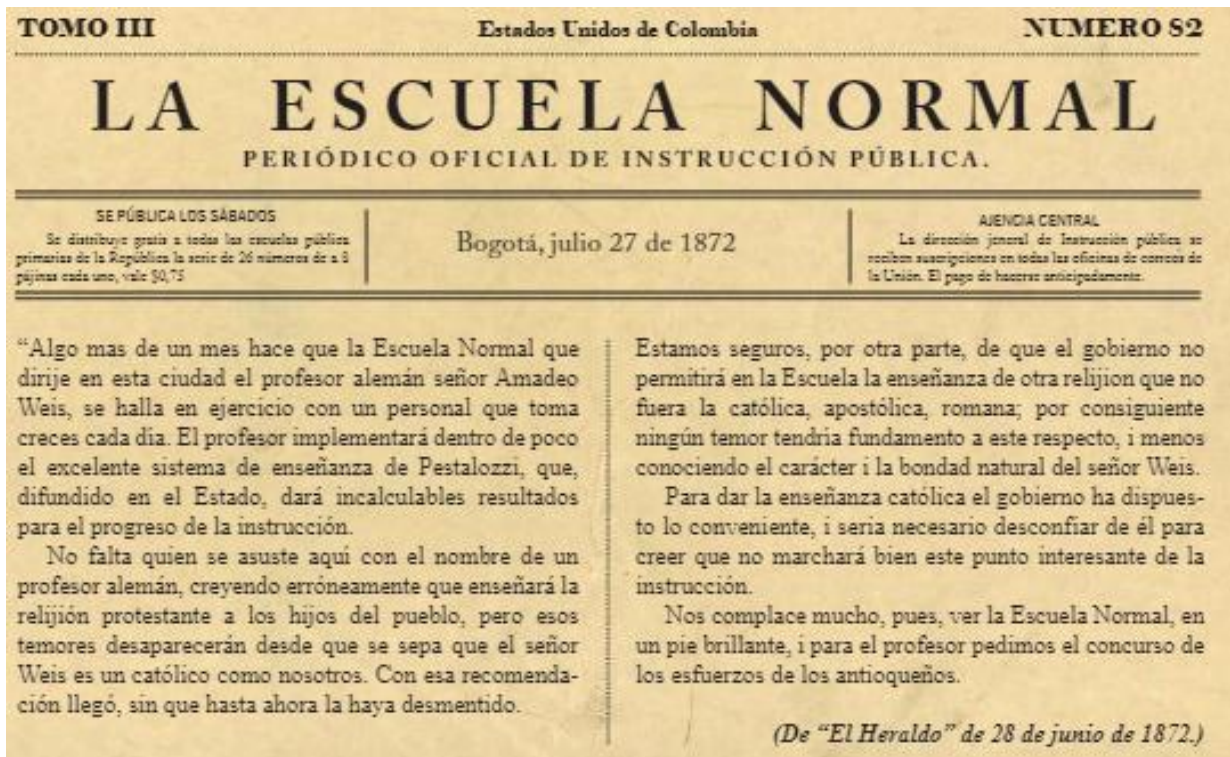 TOMO III
Estados Unidos de Colombia
NUMERO 82
LA ESCUELA NORMAL
PERIÓDICO OFICIAL DE INSTRUCCIÓN PÚBLICA.
SE PÚBLICA LOS SÁBADOS
Se distribuye gratis a todas las escuelas pública
primarias de la República la serie de 26 números de a 8
pájinas cada uno, vale $0,75
Bogotá, julio 27 de 1872
AJENCIA CENTRAL
La dirección jeneral de Instrucción pública se
reciben suscripciones en todas las oficinas de correos de
la Unión. El pago de hacerse anticipadamente.
“Algo mas de un mes hace que la Escuela Normal que
dirije en esta ciudad el profesor alemán señor Amadeo
Weis, se halla en ejercicio con un personal que toma
creces cada dia. El profesor implementará dentro de poco
el excelente sistema de enseñanza de Pestalozzi, que,
difundido en el Estado, dará incalculables resultados
para el progreso de la instrucción.
No falta quien se asuste aquí con el nombre de un
profesor alemán, creyendo erróneamente que enseñará la
relijión protestante a los hijos del pueblo, pero esos
temores desaparecerán desde que se sepa que el señor
Weis es un católico como nosotros. Con esa recomenda-
ción llegó, sin que hasta ahora la haya desmentido.
Estamos seguros, por otra parte, de que el gobierno no
permitirá en la Escuela la enseñanza de otra relijion que no
fuera la católica, apostólica, romana; por consiguiente
ningún temor tendria fundamento a este respecto, i menos
conociendo el carácter i la bondad natural del señor Weis.
Para dar la enseñanza católica el gobierno ha dispues-
to lo conveniente, i seria necesario desconfiar de él para
creer que no marchará bien este punto interesante de la
instrucción.
Nos complace mucho, pues, ver la Escuela Normal, en
un pie brillante, i para el profesor pedimos el concurso de
los esfuerzos de los antioqueños.
(De “El Heraldo” de 28 de junio de 1872.)